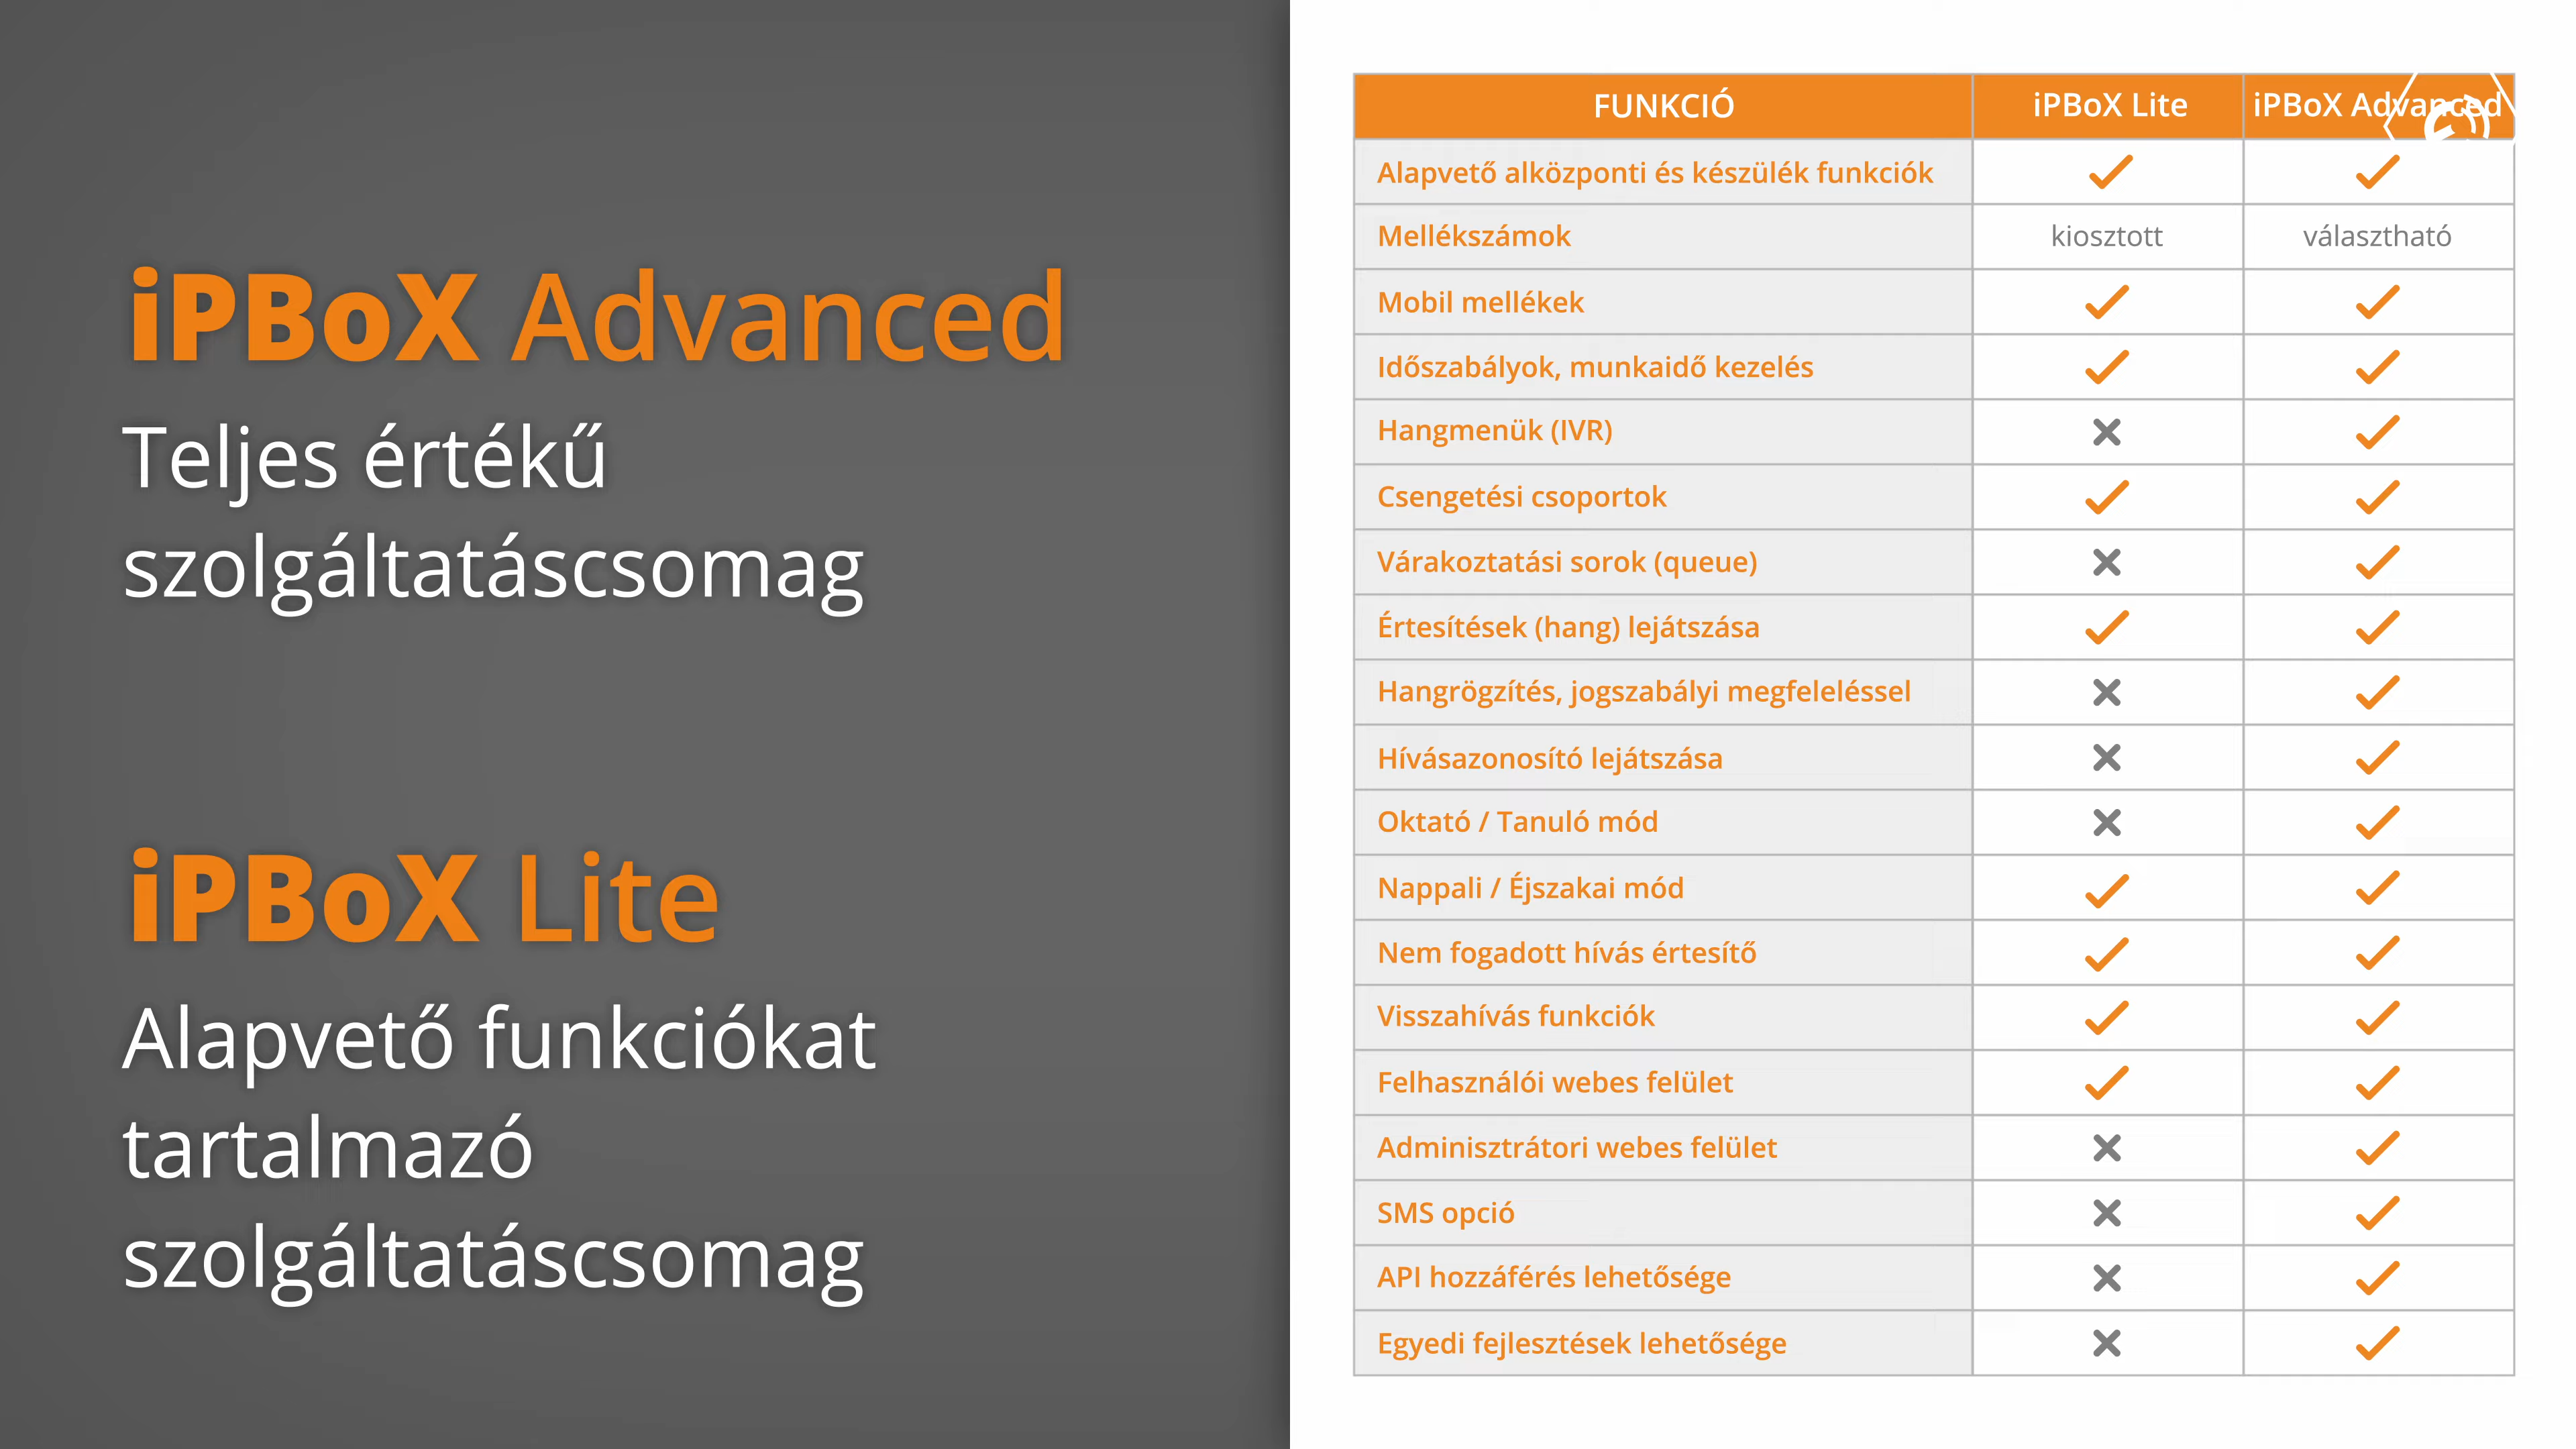 iPBoX Advanced
Teljes értékű
szolgáltatáscsomag
iPBoX Lite
Alapvető funkciókat
tartalmazó
szolgáltatáscsomag
FUNKCIÓ iPBoX Lite iPBoX Advanced
Alapvető alközponti és készülék funkciók
Mellékszámok kiosztott választható
Mobil mellékek
Időszabályok, munkaidő kezelés
Hangmenük (IVR)
Csengetési csoportok
Várakoztatási sorok (queue)
Értesítések (hang) lejátszása
Hangrögzítés, jogszabályi megfeleléssel
Hívásazonosító lejátszása
Oktató / Tanuló mód
Nappali / Éjszakai mód
Nem fogadott hívás értesítő
Visszahívás funkciók
Felhasználói webes felület
Adminisztrátori webes felület
SMS opció
API hozzáférés lehetősége
Egyedi fejlesztések lehetősége